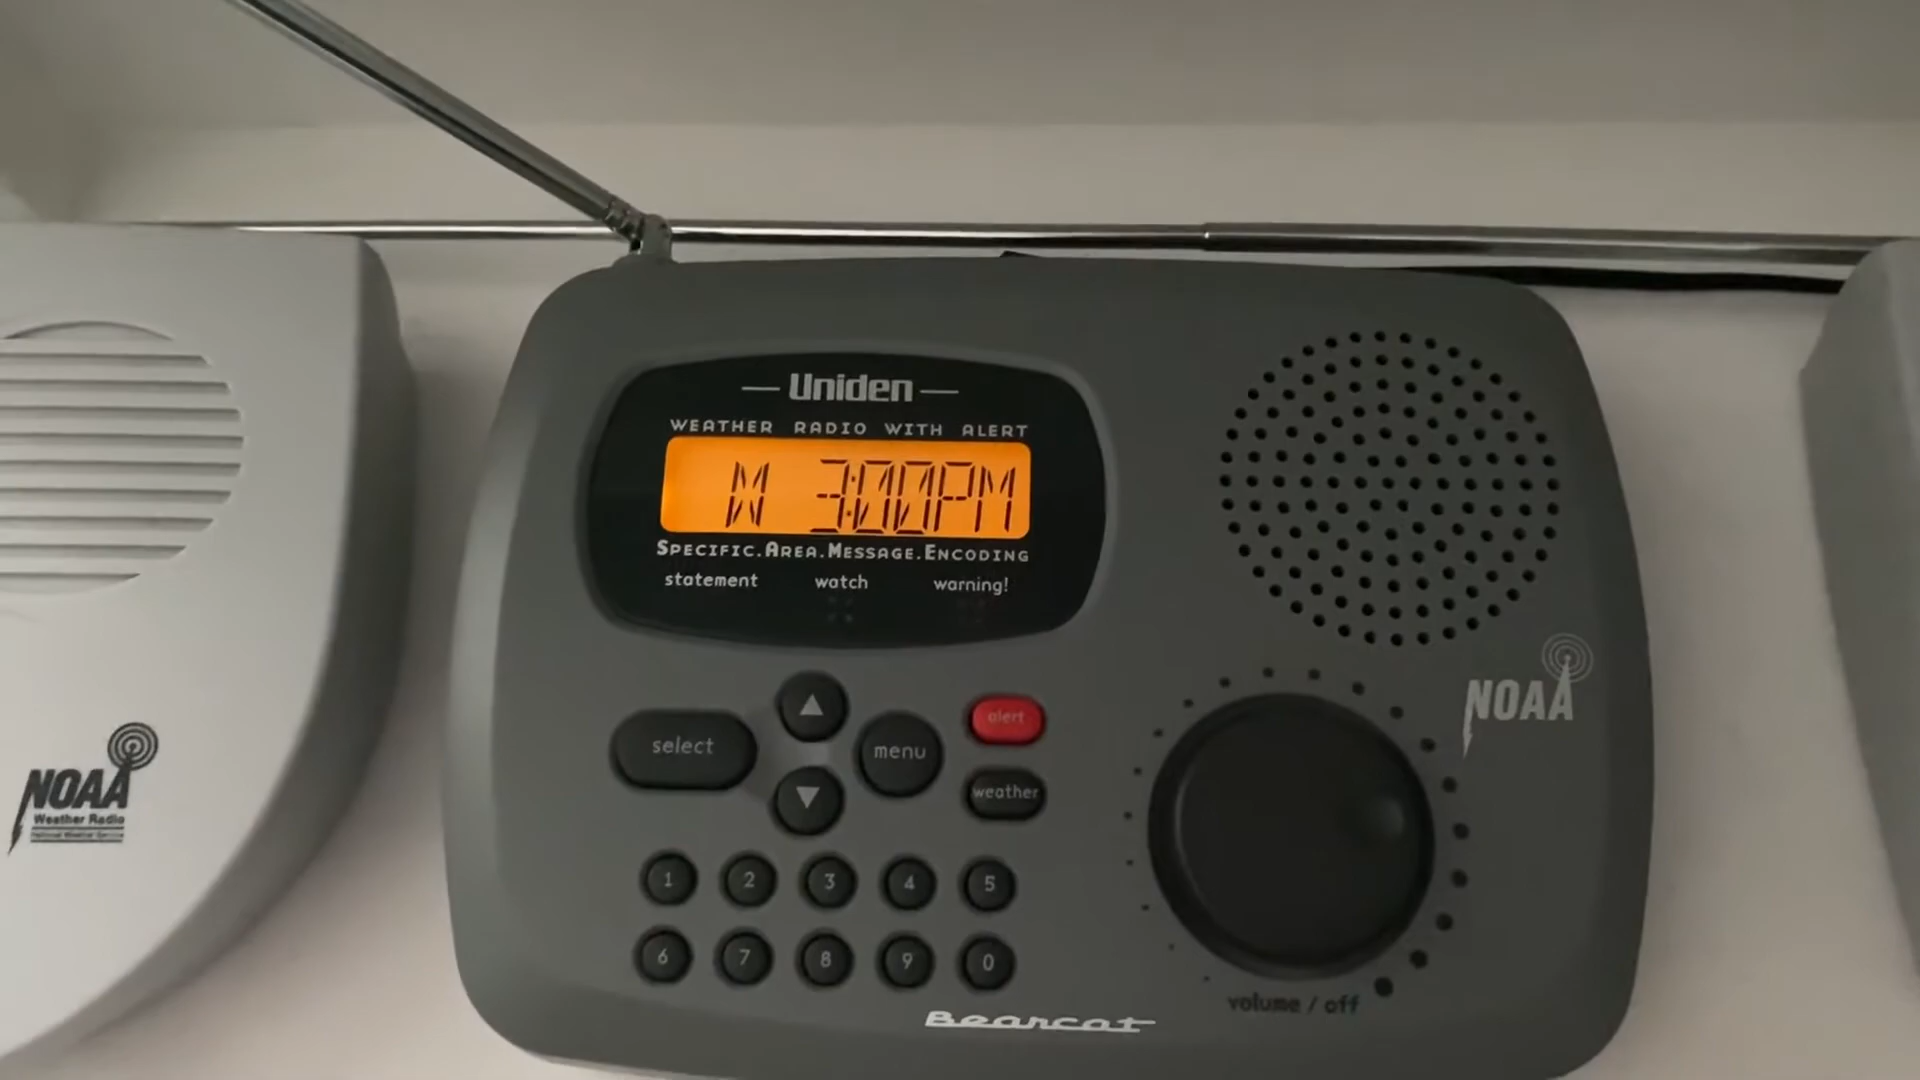 Uniden
WEATHER RADIO WITH ALERT
W 3:00PM
SPECIFIC.AREA.MESSAGE.ENCODING
statement watch warning!
NOAA
select
▲
▼
menu
alert
weather
1 2 3 4 5
6 7 8 9 0
volume / off
Bearcat
NOAA
Weather Radio